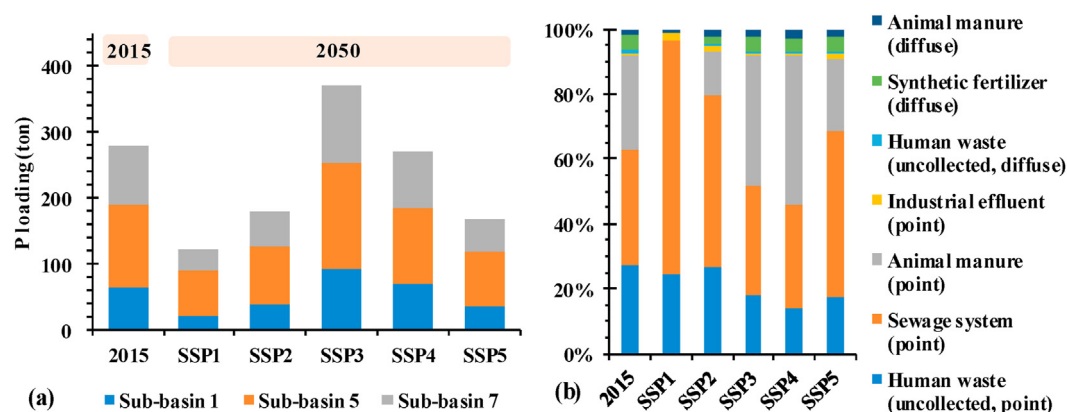 2015
2050
400
300
200
100
0
P loading (ton)
2015 SSP1 SSP2 SSP3 SSP4 SSP5
(a)
Sub-basin 1 Sub-basin 5 Sub-basin 7
100%
80%
60%
40%
20%
0%
2015 SSP1 SSP2 SSP3 SSP4 SSP5
(b)
Animal manure
(diffuse)
Synthetic fertilizer
(diffuse)
Human waste
(uncollected, diffuse)
Industrial effluent
(point)
Animal manure
(point)
Sewage system
(point)
Human waste
(uncollected, point)